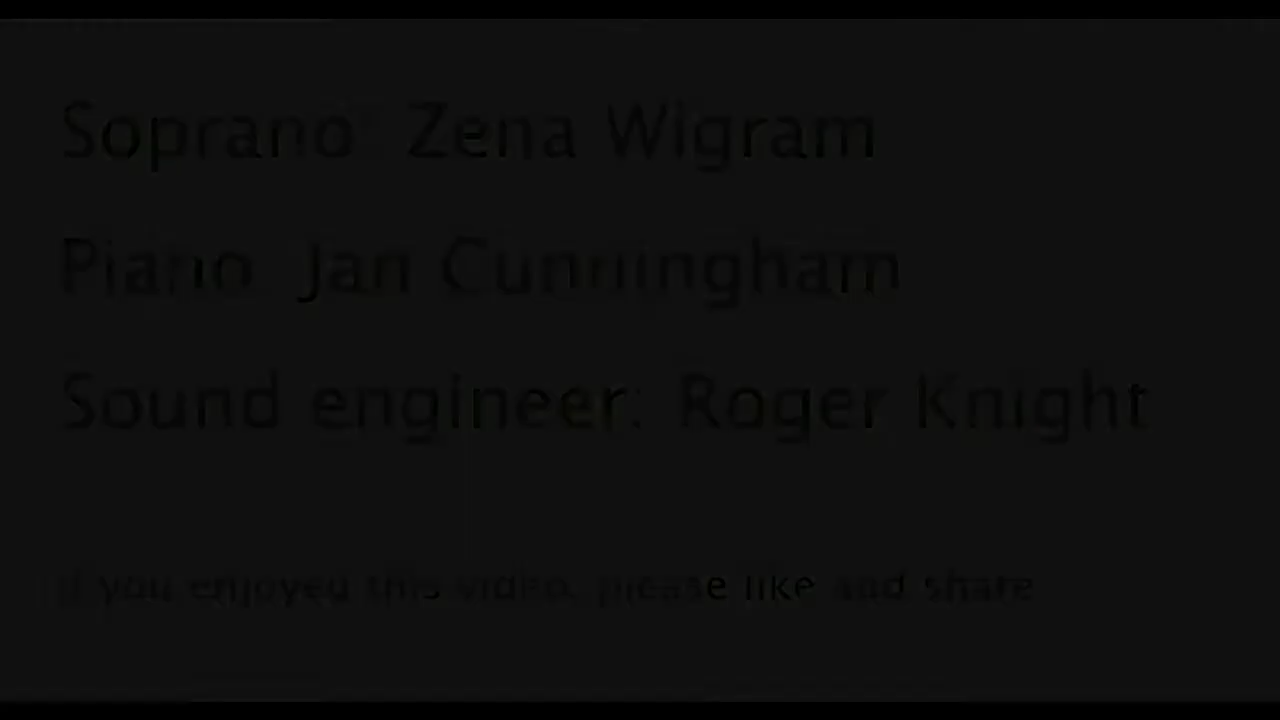 Soprano: Zena Wigram
Piano: Jan Cunningham
Sound engineer: Roger Knight
If you enjoyed this video, please like and share